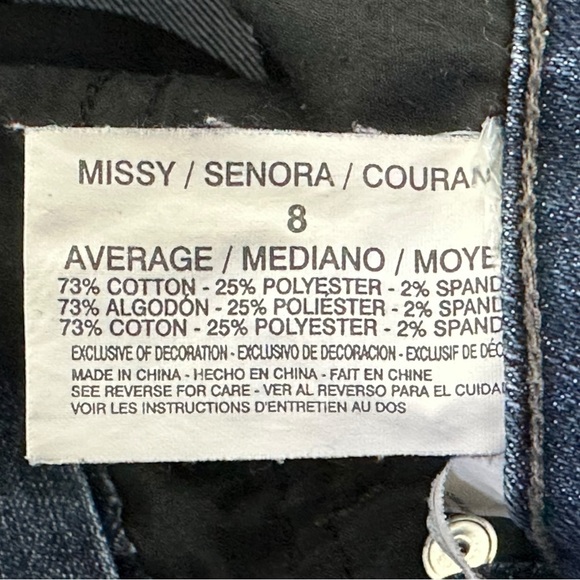 MISSY / SENORA / COURAN
8
AVERAGE / MEDIANO / MOYE
73% COTTON - 25% POLYESTER - 2% SPAND
73% ALGODÓN - 25% POLIÉSTER - 2% SPAND
73% COTON - 25% POLYESTER - 2% SPAND
EXCLUSIVE OF DECORATION - EXCLUSIVO DE DECORACION - EXCLUSIF DE DÉC
MADE IN CHINA - HECHO EN CHINA - FAIT EN CHINE
SEE REVERSE FOR CARE - VER AL REVERSO PARA EL CUIDA
VOIR LES INSTRUCTIONS D'ENTRETIEN AU DOS